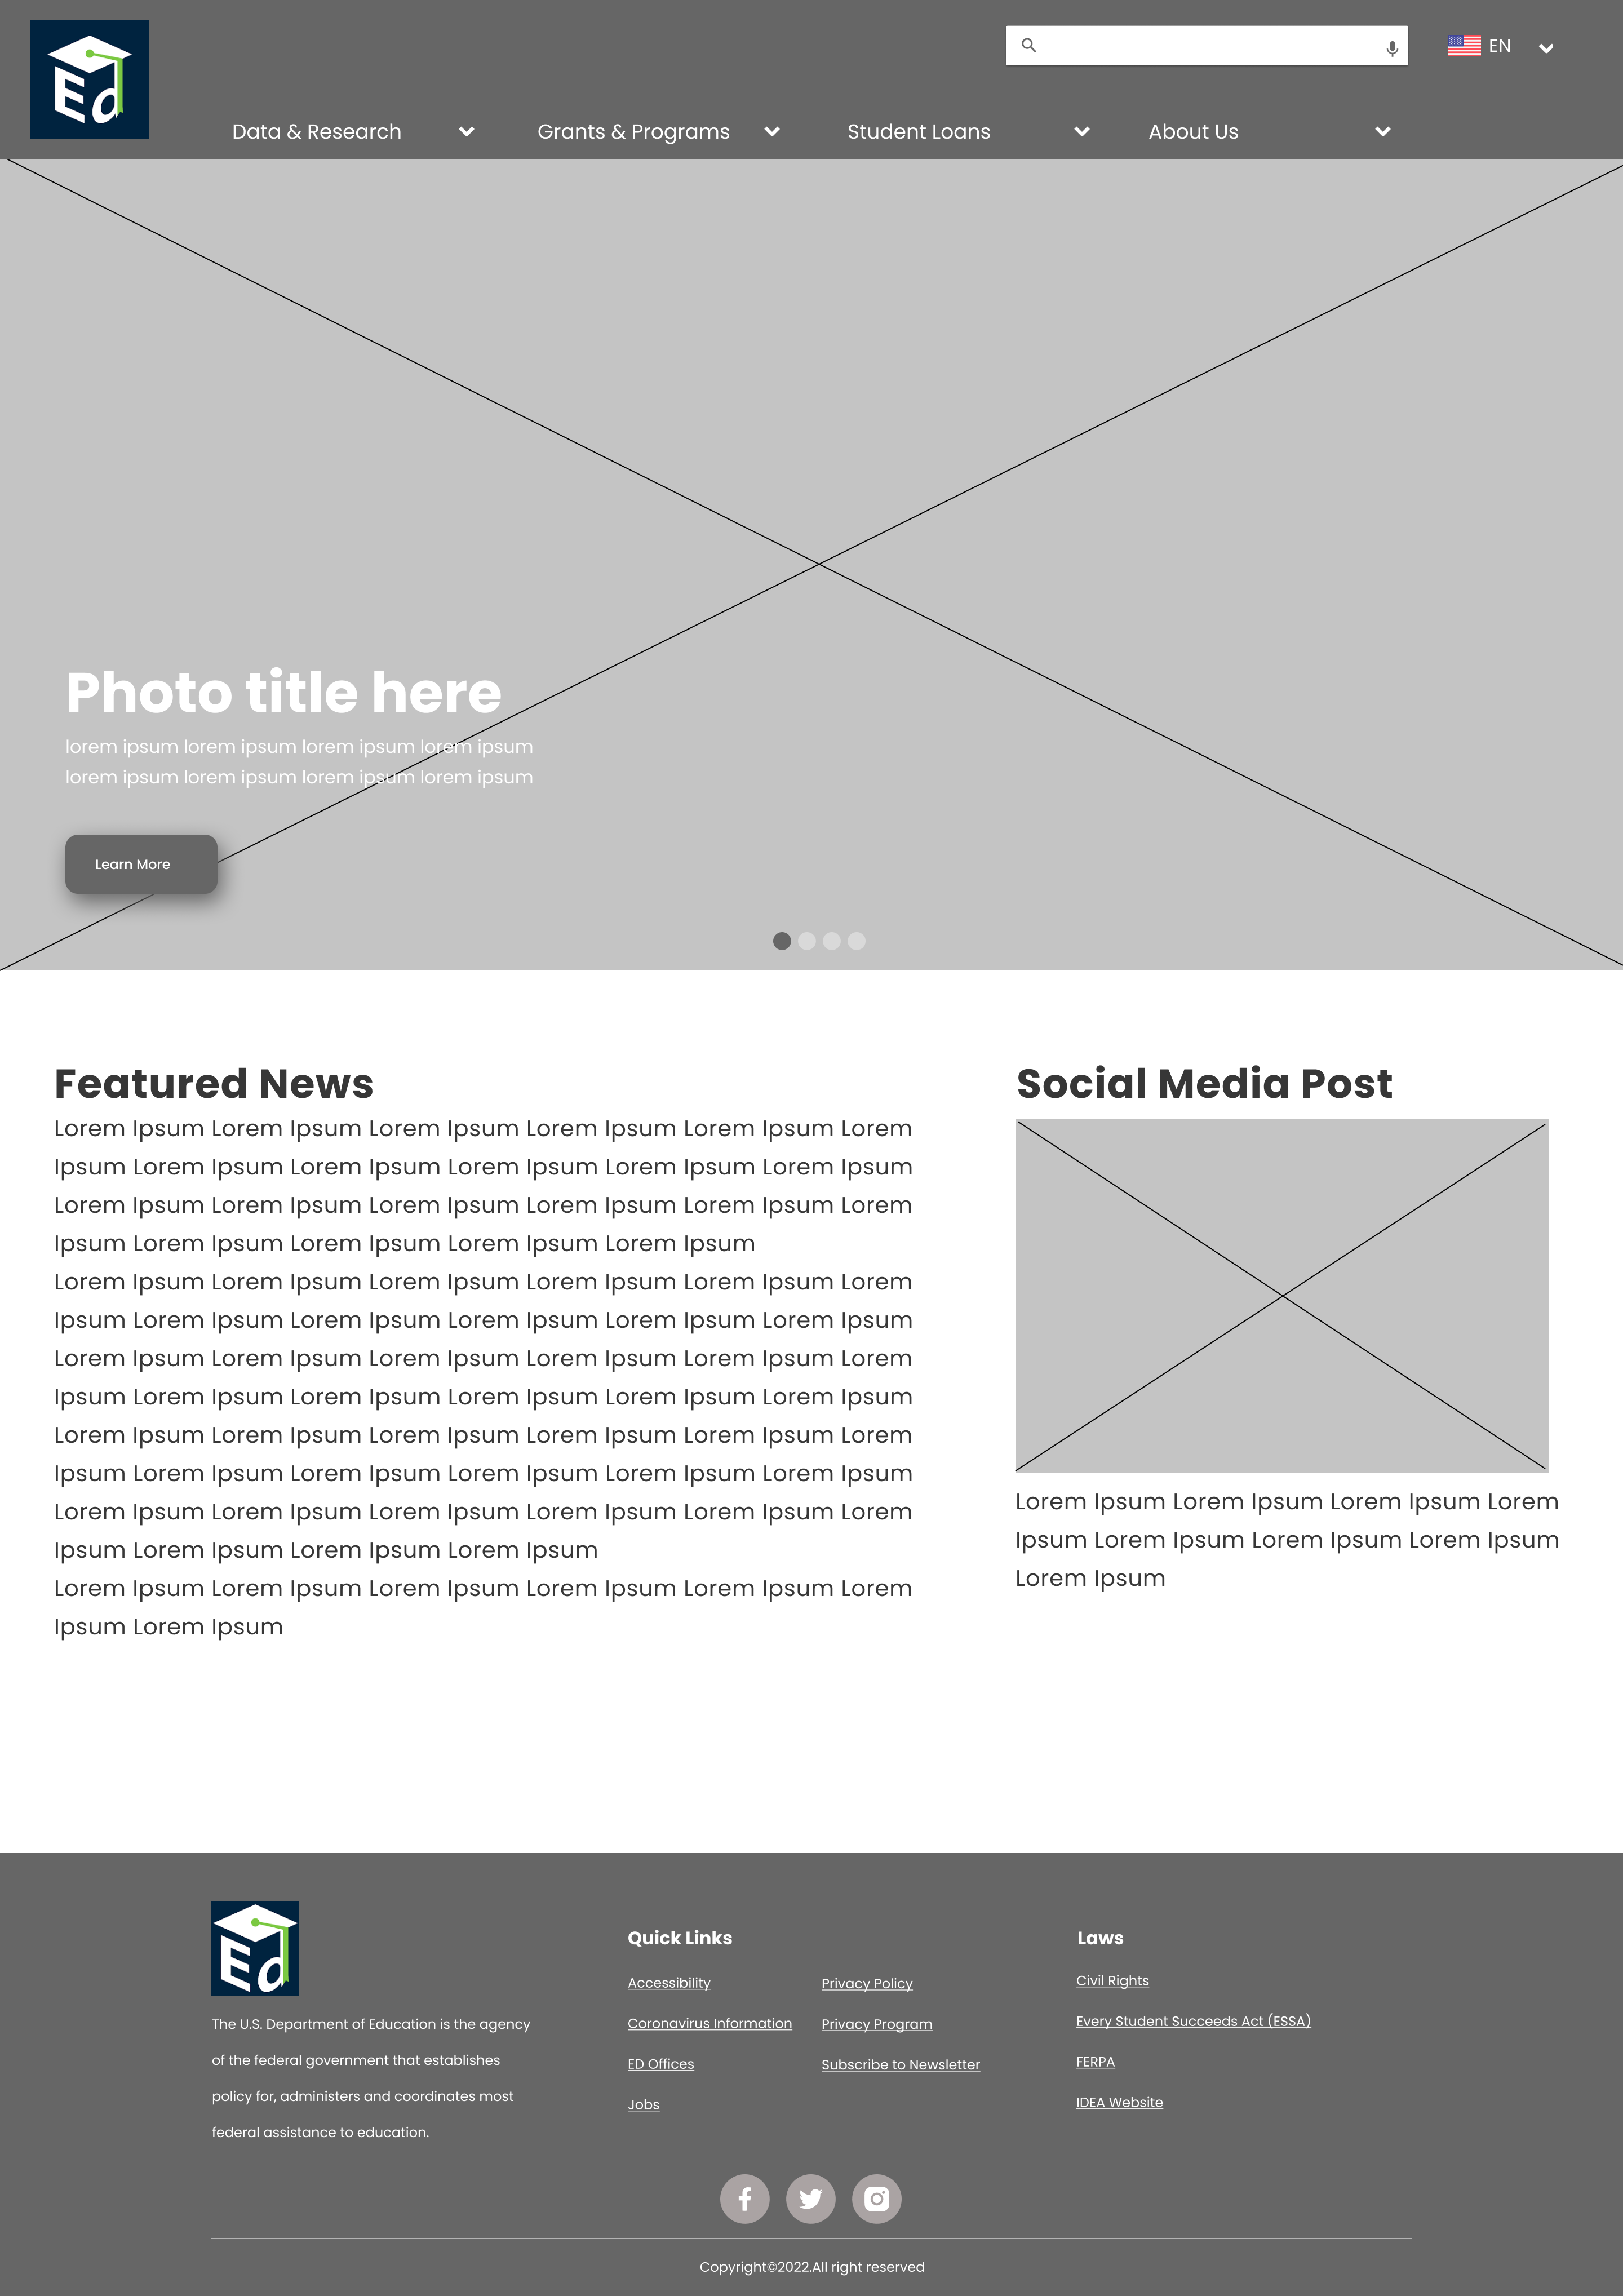 Ed
EN
Data & Research
Grants & Programs
Student Loans
About Us
Photo title here
lorem ipsum lorem ipsum lorem ipsum lorem ipsum
lorem ipsum lorem ipsum lorem ipsum lorem ipsum
Learn More
Featured News
Lorem Ipsum Lorem Ipsum Lorem Ipsum Lorem Ipsum Lorem Ipsum Lorem
Ipsum Lorem Ipsum Lorem Ipsum Lorem Ipsum Lorem Ipsum Lorem Ipsum
Lorem Ipsum Lorem Ipsum Lorem Ipsum Lorem Ipsum Lorem Ipsum Lorem
Ipsum Lorem Ipsum Lorem Ipsum Lorem Ipsum Lorem Ipsum
Lorem Ipsum Lorem Ipsum Lorem Ipsum Lorem Ipsum Lorem Ipsum Lorem
Ipsum Lorem Ipsum Lorem Ipsum Lorem Ipsum Lorem Ipsum Lorem Ipsum
Lorem Ipsum Lorem Ipsum Lorem Ipsum Lorem Ipsum Lorem Ipsum Lorem
Ipsum Lorem Ipsum Lorem Ipsum Lorem Ipsum Lorem Ipsum Lorem Ipsum
Lorem Ipsum Lorem Ipsum Lorem Ipsum Lorem Ipsum Lorem Ipsum Lorem
Ipsum Lorem Ipsum Lorem Ipsum Lorem Ipsum Lorem Ipsum Lorem Ipsum
Lorem Ipsum Lorem Ipsum Lorem Ipsum Lorem Ipsum Lorem Ipsum Lorem
Ipsum Lorem Ipsum Lorem Ipsum Lorem Ipsum
Lorem Ipsum Lorem Ipsum Lorem Ipsum Lorem Ipsum Lorem Ipsum Lorem
Ipsum Lorem Ipsum
Social Media Post
Lorem Ipsum Lorem Ipsum Lorem Ipsum Lorem
Ipsum Lorem Ipsum Lorem Ipsum Lorem Ipsum
Lorem Ipsum
Ed
The U.S. Department of Education is the agency
of the federal government that establishes
policy for, administers and coordinates most
federal assistance to education.
Quick Links
Accessibility
Coronavirus Information
ED Offices
Jobs
Privacy Policy
Privacy Program
Subscribe to Newsletter
Laws
Civil Rights
Every Student Succeeds Act (ESSA)
FERPA
IDEA Website
Copyright©2022.All right reserved